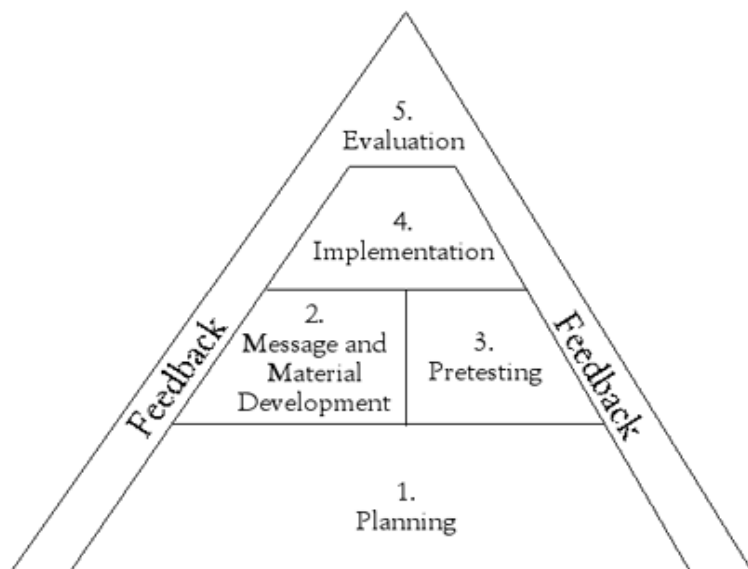 5.
Evaluation
4.
Implementation
2.
Message and
Material
Development
3.
Pretesting
Feedback
Feedback
1.
Planning